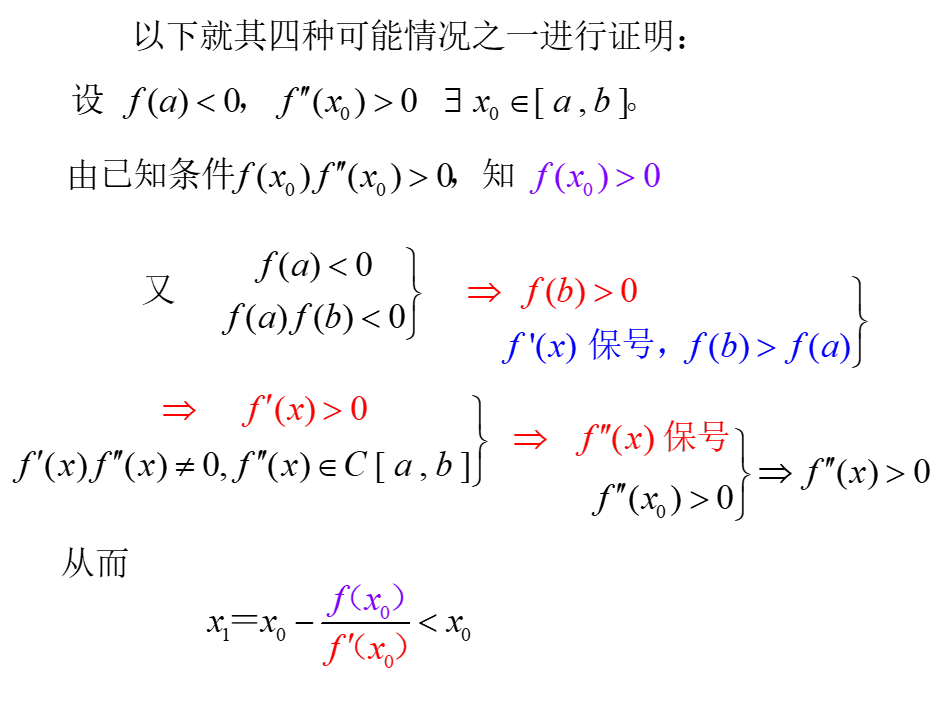 以下就其四种可能情况之一进行证明：
设 f(a) < 0， f″(x₀) > 0 ∃ x₀ ∈[ a , b ]。
由已知条件f(x₀)f″(x₀) > 0，知 f(x₀) > 0
又 f(a) < 0
f(a)f(b) < 0 } ⇒ f(b) > 0
f'(x) 保号，f(b) > f(a) }
⇒ f′(x) > 0
f′(x)f″(x) ≠ 0, f″(x) ∈ C [ a , b ] } ⇒ f″(x) 保号
f″(x₀) > 0 } ⇒ f″(x) > 0
从而
x₁＝x₀ − f（x₀）/f′（x₀） < x₀